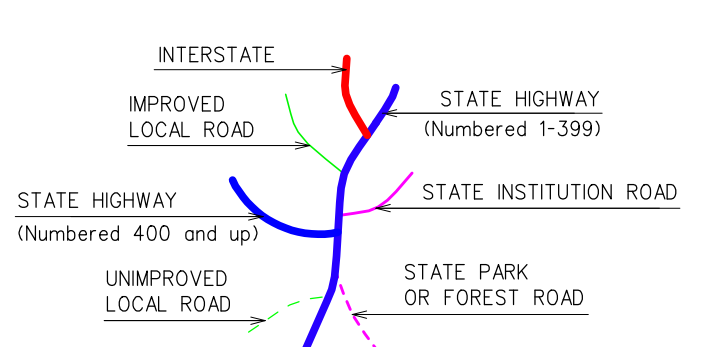 INTERSTATE
IMPROVED
LOCAL ROAD
STATE HIGHWAY
(Numbered 1-399)
STATE HIGHWAY
(Numbered 400 and up)
STATE INSTITUTION ROAD
UNIMPROVED
LOCAL ROAD
STATE PARK
OR FOREST ROAD